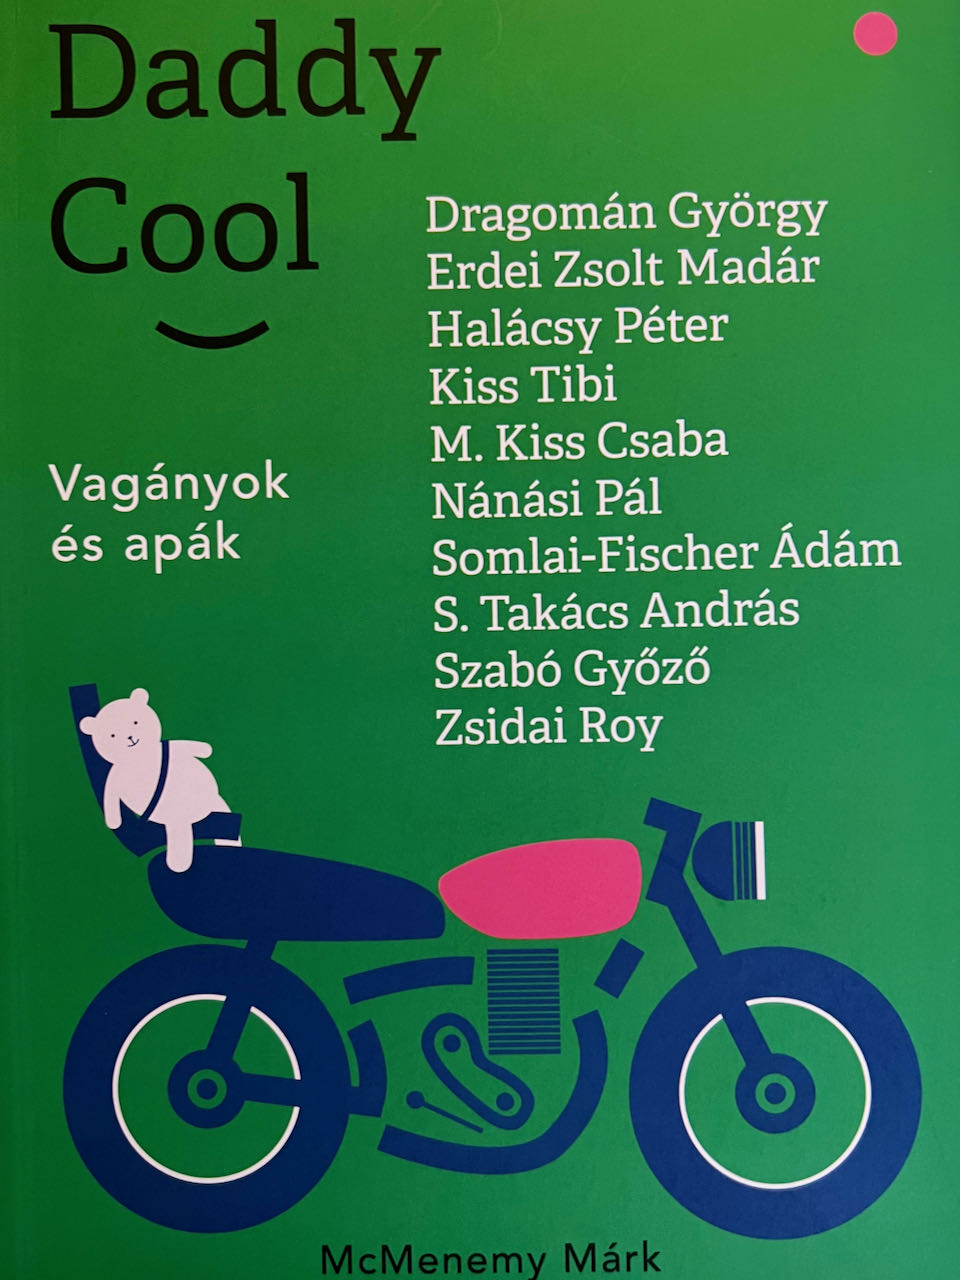 Daddy
Cool
Dragomán György
Erdei Zsolt Madár
Halácsy Péter
Kiss Tibi
M. Kiss Csaba
Nánási Pál
Somlai-Fischer Ádám
S. Takács András
Szabó Győző
Zsidai Roy
Vagányok
és apák
McMenemy Márk